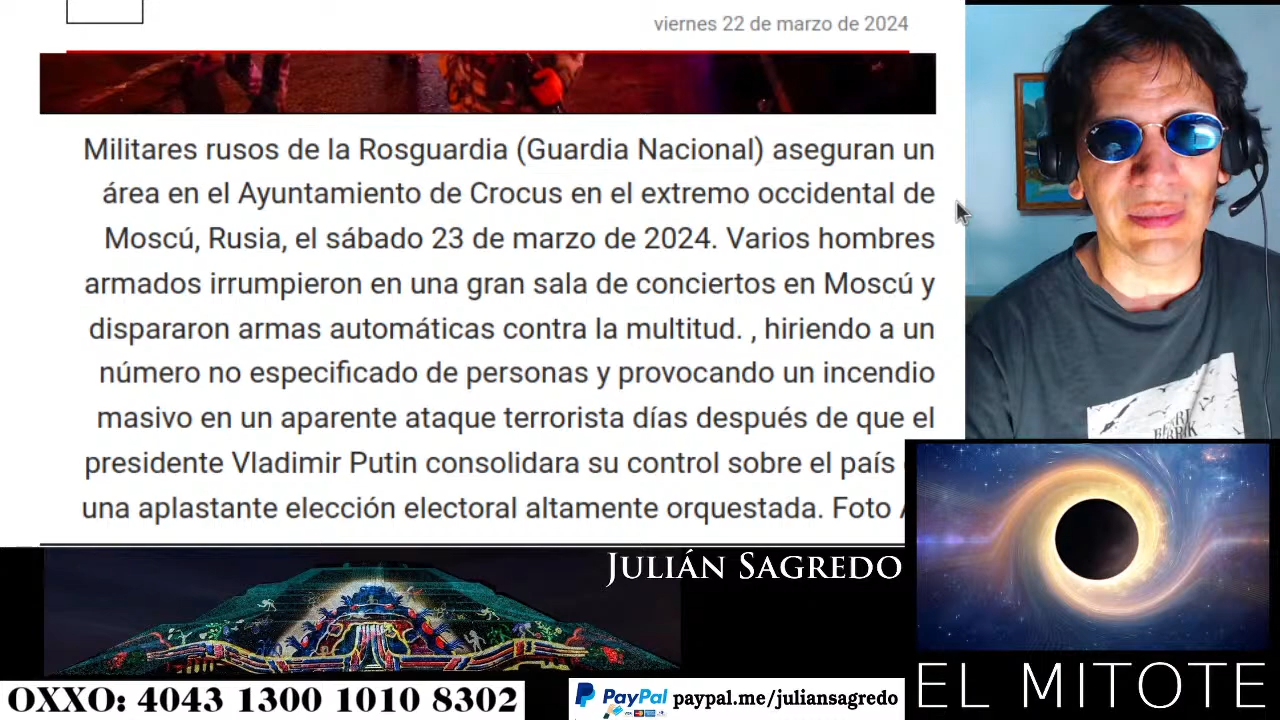 viernes 22 de marzo de 2024
Militares rusos de la Rosguardia (Guardia Nacional) aseguran un
área en el Ayuntamiento de Crocus en el extremo occidental de
Moscú, Rusia, el sábado 23 de marzo de 2024. Varios hombres
armados irrumpieron en una gran sala de conciertos en Moscú y
dispararon armas automáticas contra la multitud. , hiriendo a un
número no especificado de personas y provocando un incendio
masivo en un aparente ataque terrorista días después de que el
presidente Vladimir Putin consolidara su control sobre el país
una aplastante elección electoral altamente orquestada. Foto
JULIÁN SAGREDO
EL MITOTE
OXXO: 4043 1300 1010 8302
PayPal paypal.me/juliansagredo